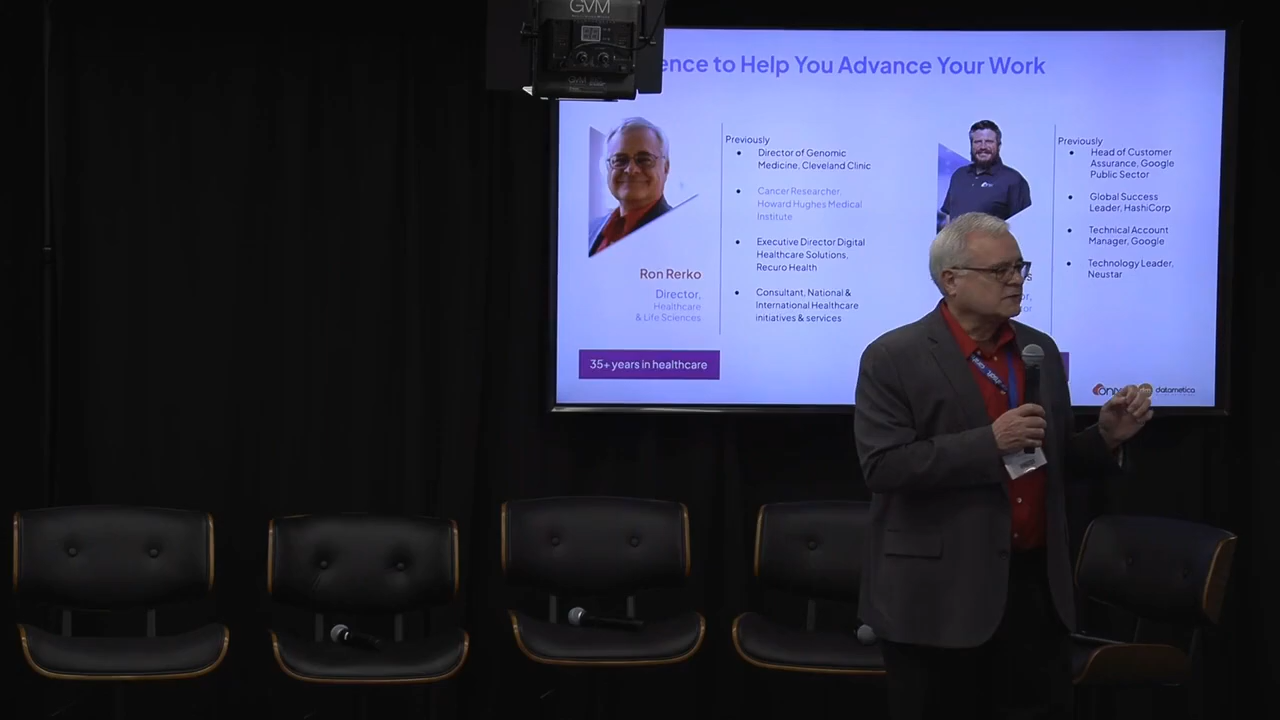 GVM
GVM
ence to Help You Advance Your Work
Previously
Director of Genomic
Medicine, Cleveland Clinic
Cancer Researcher,
Howard Hughes Medical
Institute
Executive Director Digital
Healthcare Solutions,
Recuro Health
Consultant, National &
International Healthcare
initiatives & services
Ron Rerko
Director,
Healthcare
& Life Sciences
35+ years in healthcare
Previously
Head of Customer
Assurance, Google
Public Sector
Global Success
Leader, HashiCorp
Technical Account
Manager, Google
Technology Leader,
Neustar
datametica